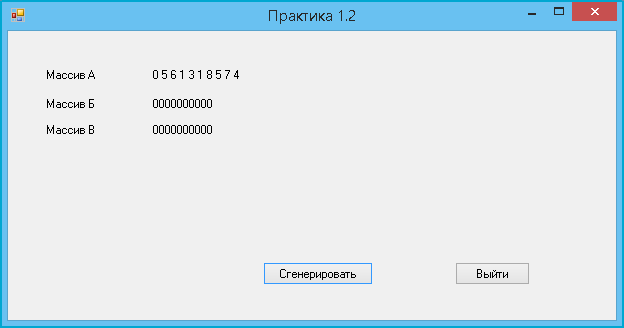 Практика 1.2
Массив А 0 5 6 1 3 1 8 5 7 4
Массив Б 0000000000
Массив В 0000000000
Сгенерировать Выйти